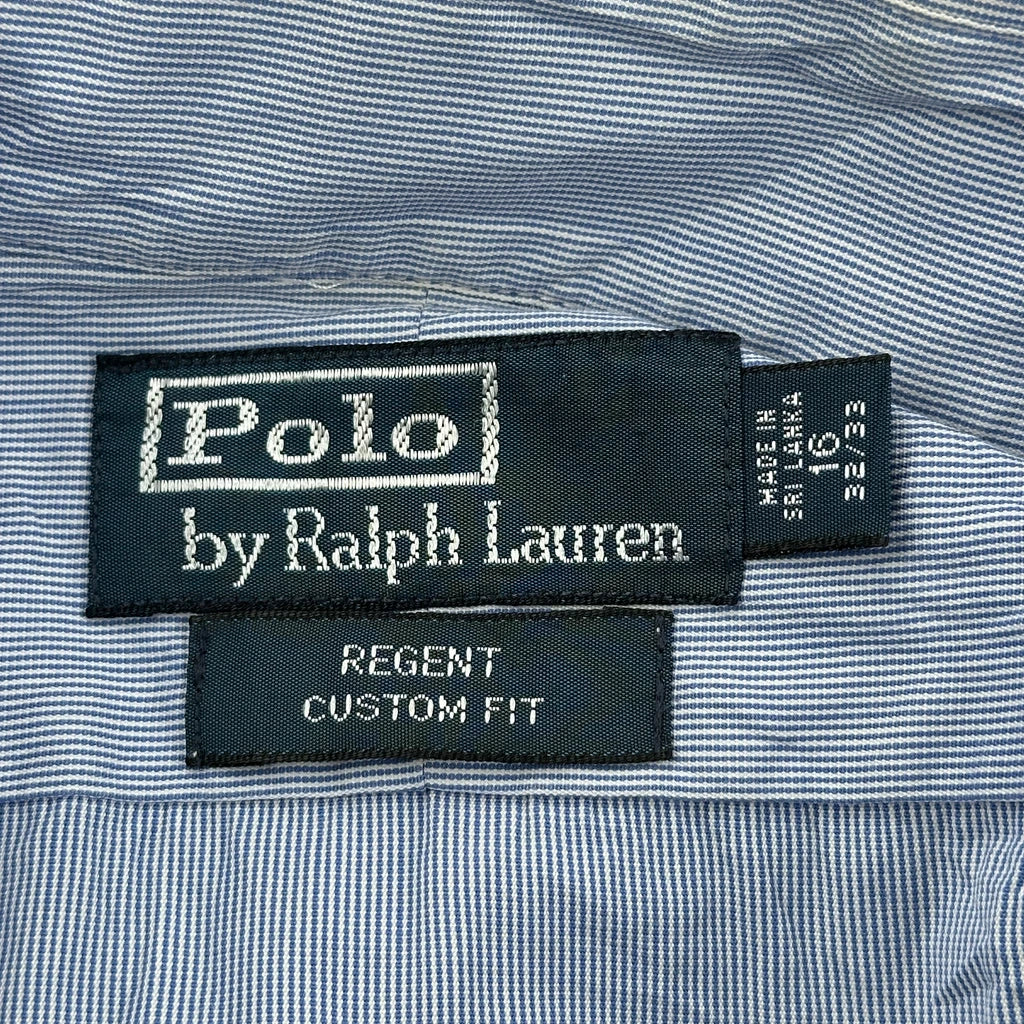 Polo
by Ralph Lauren
MADE IN
SRI LANKA
16
32/33
REGENT
CUSTOM FIT